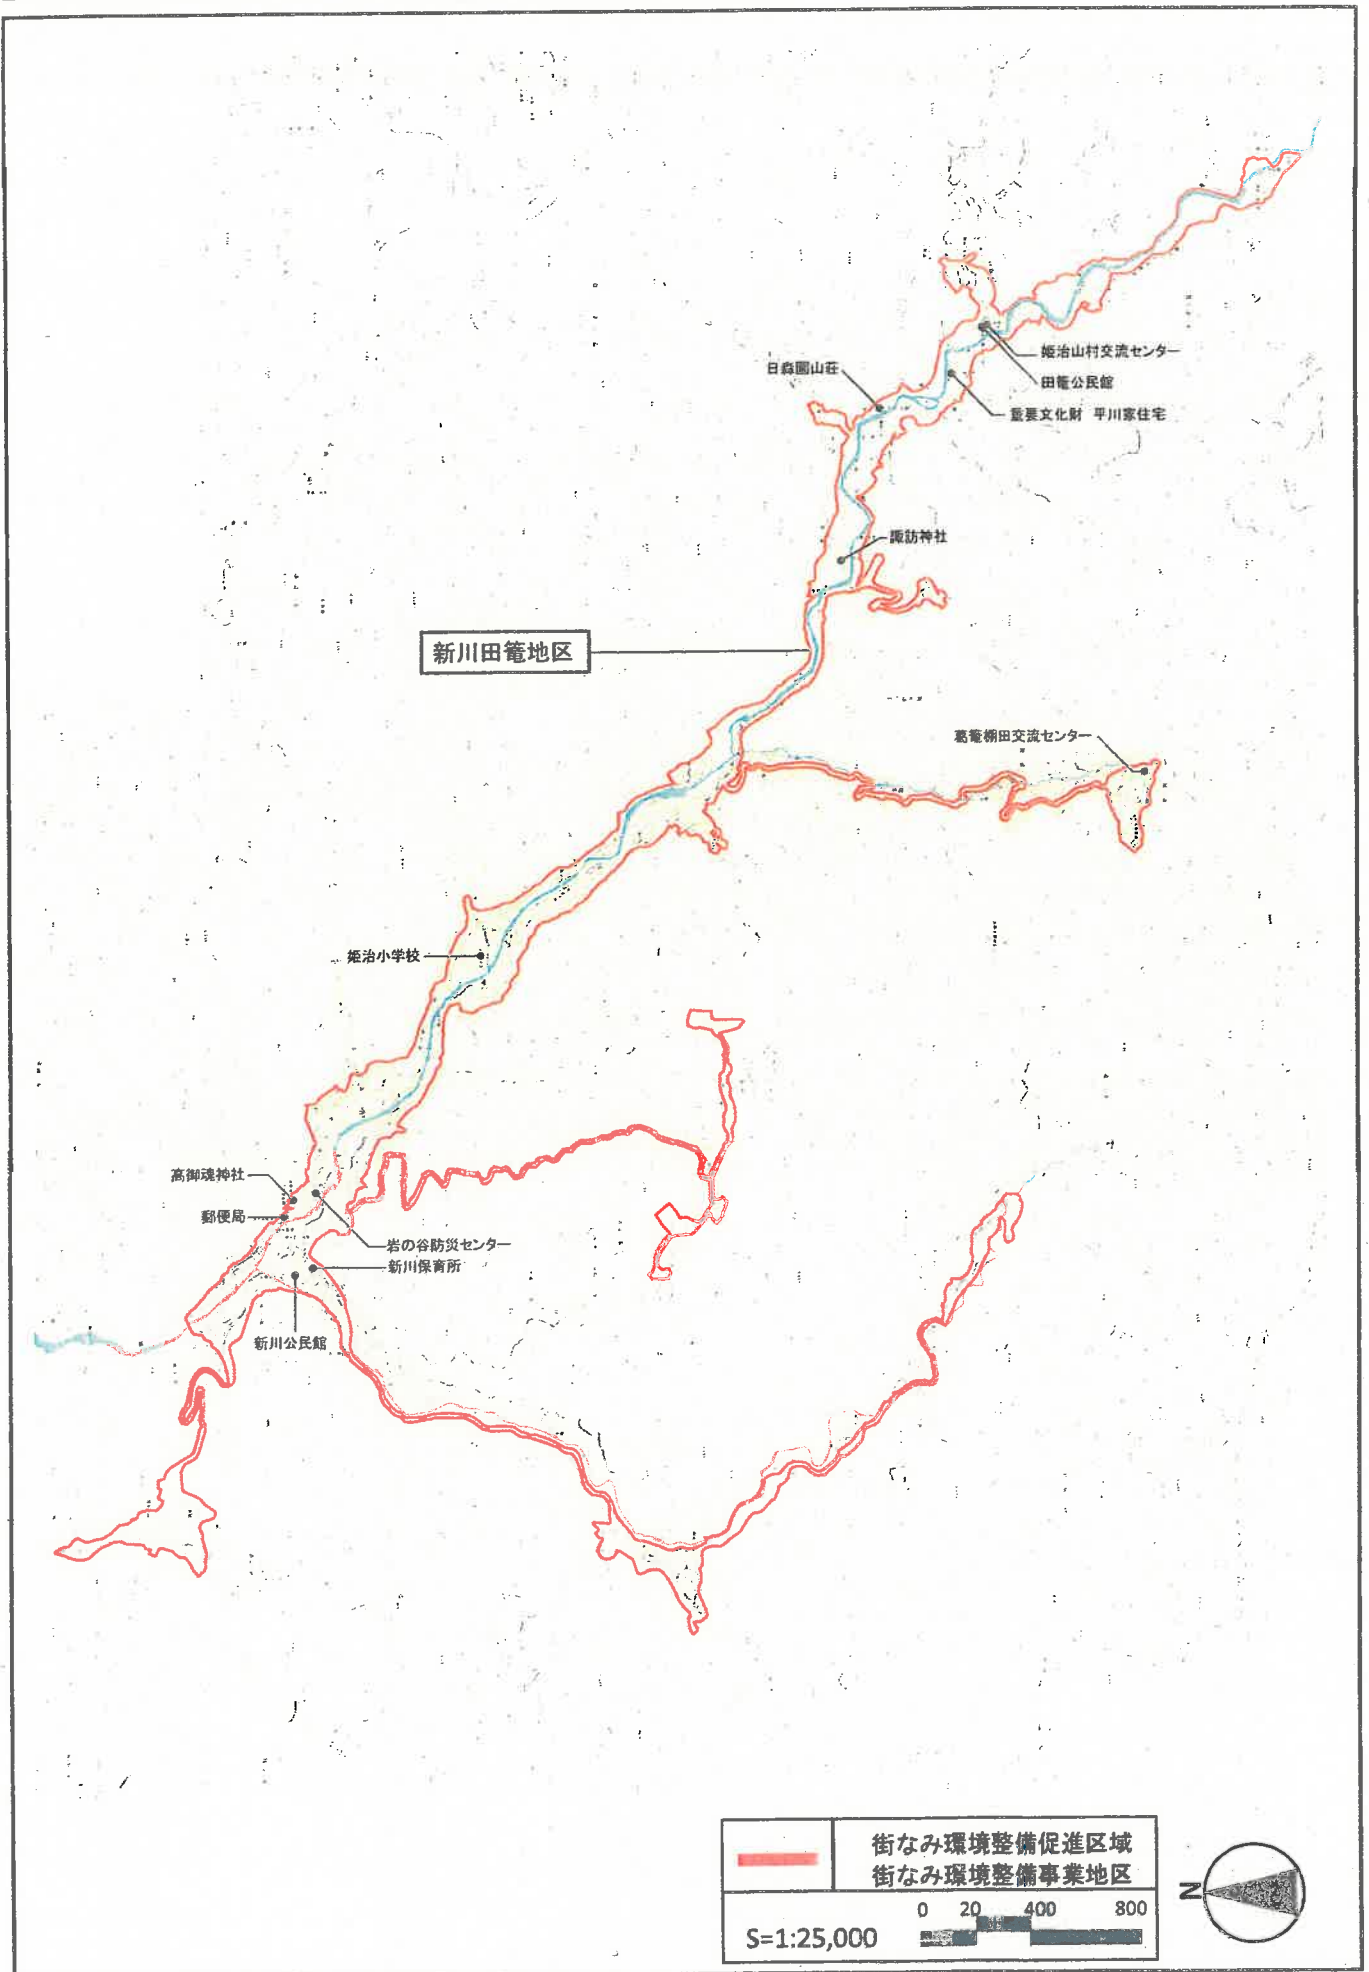 姫治山村交流センター
日森園山荘
田篭公民館
重要文化財 平川家住宅
諏訪神社
新川田篭地区
葛篭棚田交流センター
姫治小学校
高御魂神社
郵便局
岩の谷防災センター
新川保育所
新川公民館
街なみ環境整備促進区域
街なみ環境整備事業地区
0 20 400 800
S=1:25,000
N